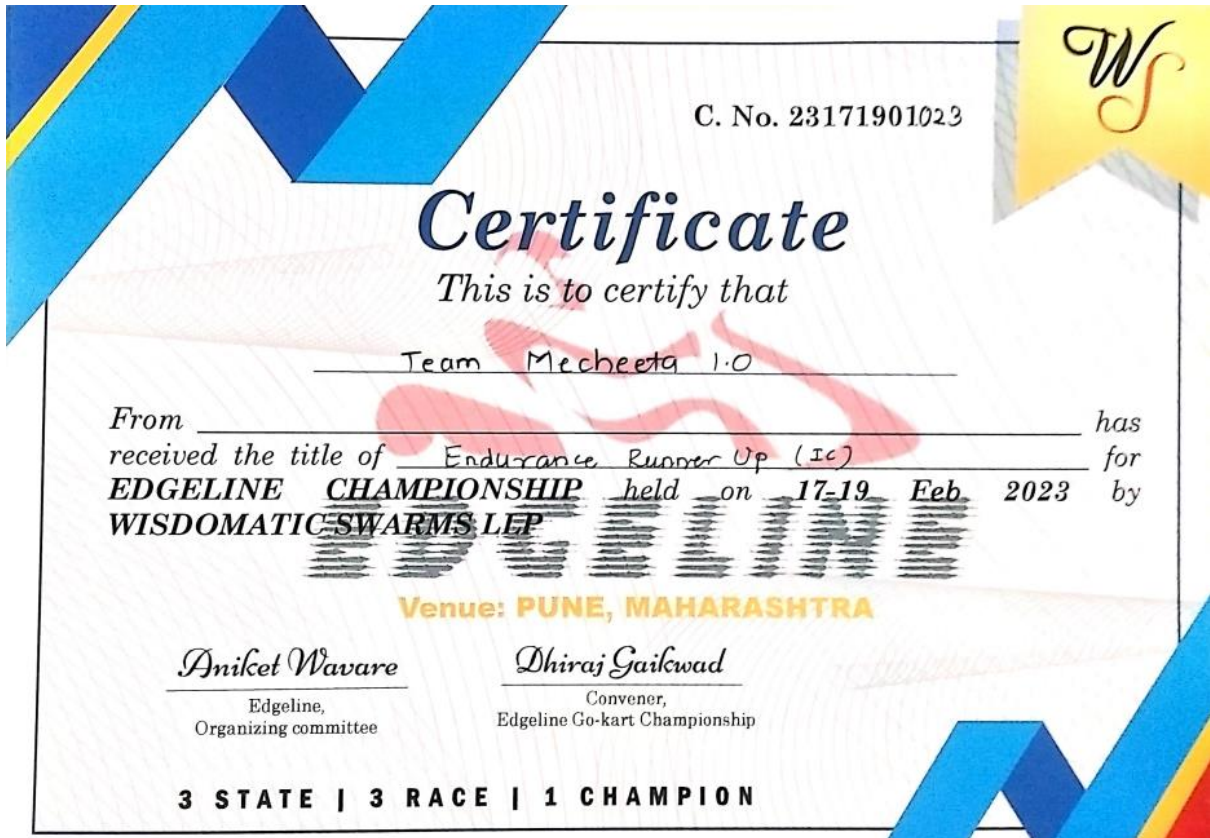 WS
C. No. 23171901023
Certificate
This is to certify that
Team Mecheeta 1.0
From has
received the title of Endurance Runner Up (Ic) for
EDGELINE CHAMPIONSHIP held on 17-19 Feb 2023 by
WISDOMATIC SWARMS LLP
EDGELINE
Venue: PUNE, MAHARASHTRA
Aniket Wavare Dhiraj Gaikwad
Edgeline, Convener,
Organizing committee Edgeline Go-kart Championship
3 STATE | 3 RACE | 1 CHAMPION